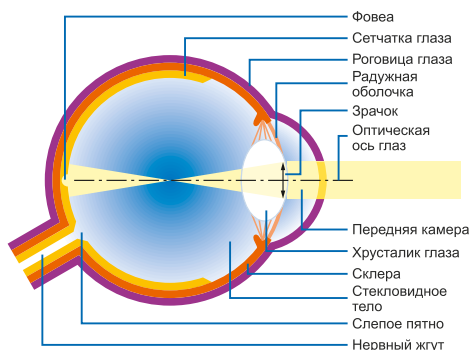 Фовеа
Сетчатка глаза
Роговица глаза
Радужная
оболочка
Зрачок
Оптическая
ось глаз
Передняя камера
Хрусталик глаза
Склера
Стекловидное
тело
Слепое пятно
Нервный жгут